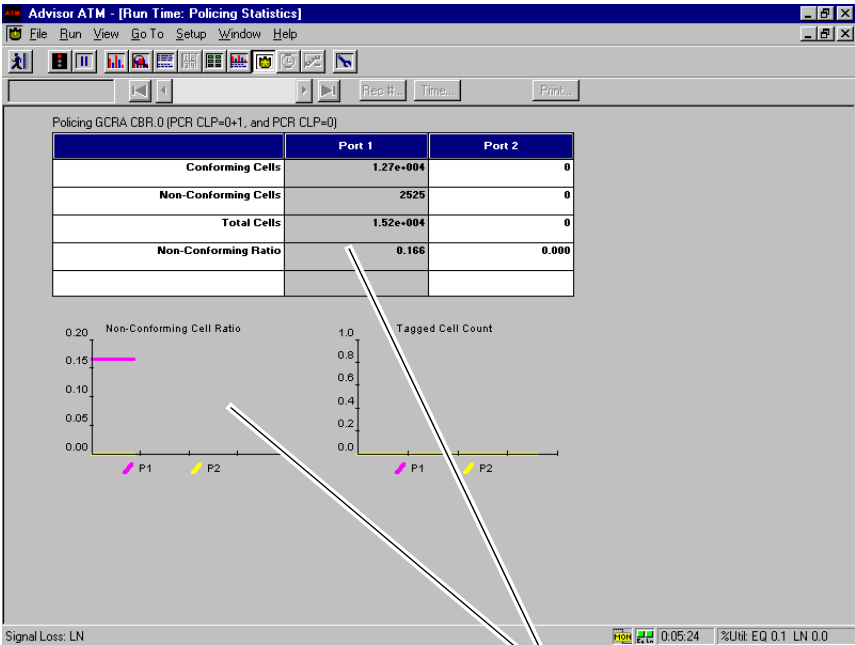 Advisor ATM - [Run Time: Policing Statistics]
File Run View Go To Setup Window Help
Rec #... Time... Print...
Policing GCRA CBR.0 (PCR CLP=0+1, and PCR CLP=0)
Port 1 Port 2
Conforming Cells 1.27e+004 0
Non-Conforming Cells 2525 0
Total Cells 1.52e+004 0
Non-Conforming Ratio 0.166 0.000
Non-Conforming Cell Ratio
0.20
0.15
0.10
0.05
0.00
P1 P2
Tagged Cell Count
1.0
0.8
0.6
0.4
0.2
0.0
P1 P2
Signal Loss: LN MON Eq Ln 0:05:24 %Util: EQ 0.1 LN 0.0